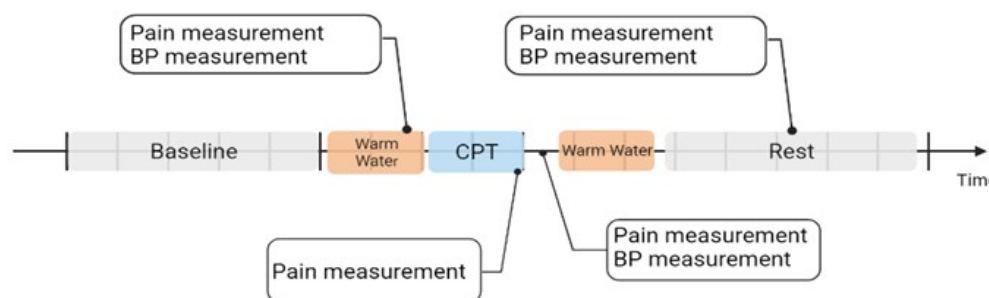 Pain measurement
BP measurement
Pain measurement
BP measurement
Baseline
Warm
Water
CPT
Warm Water
Rest
Time
Pain measurement
Pain measurement
BP measurement